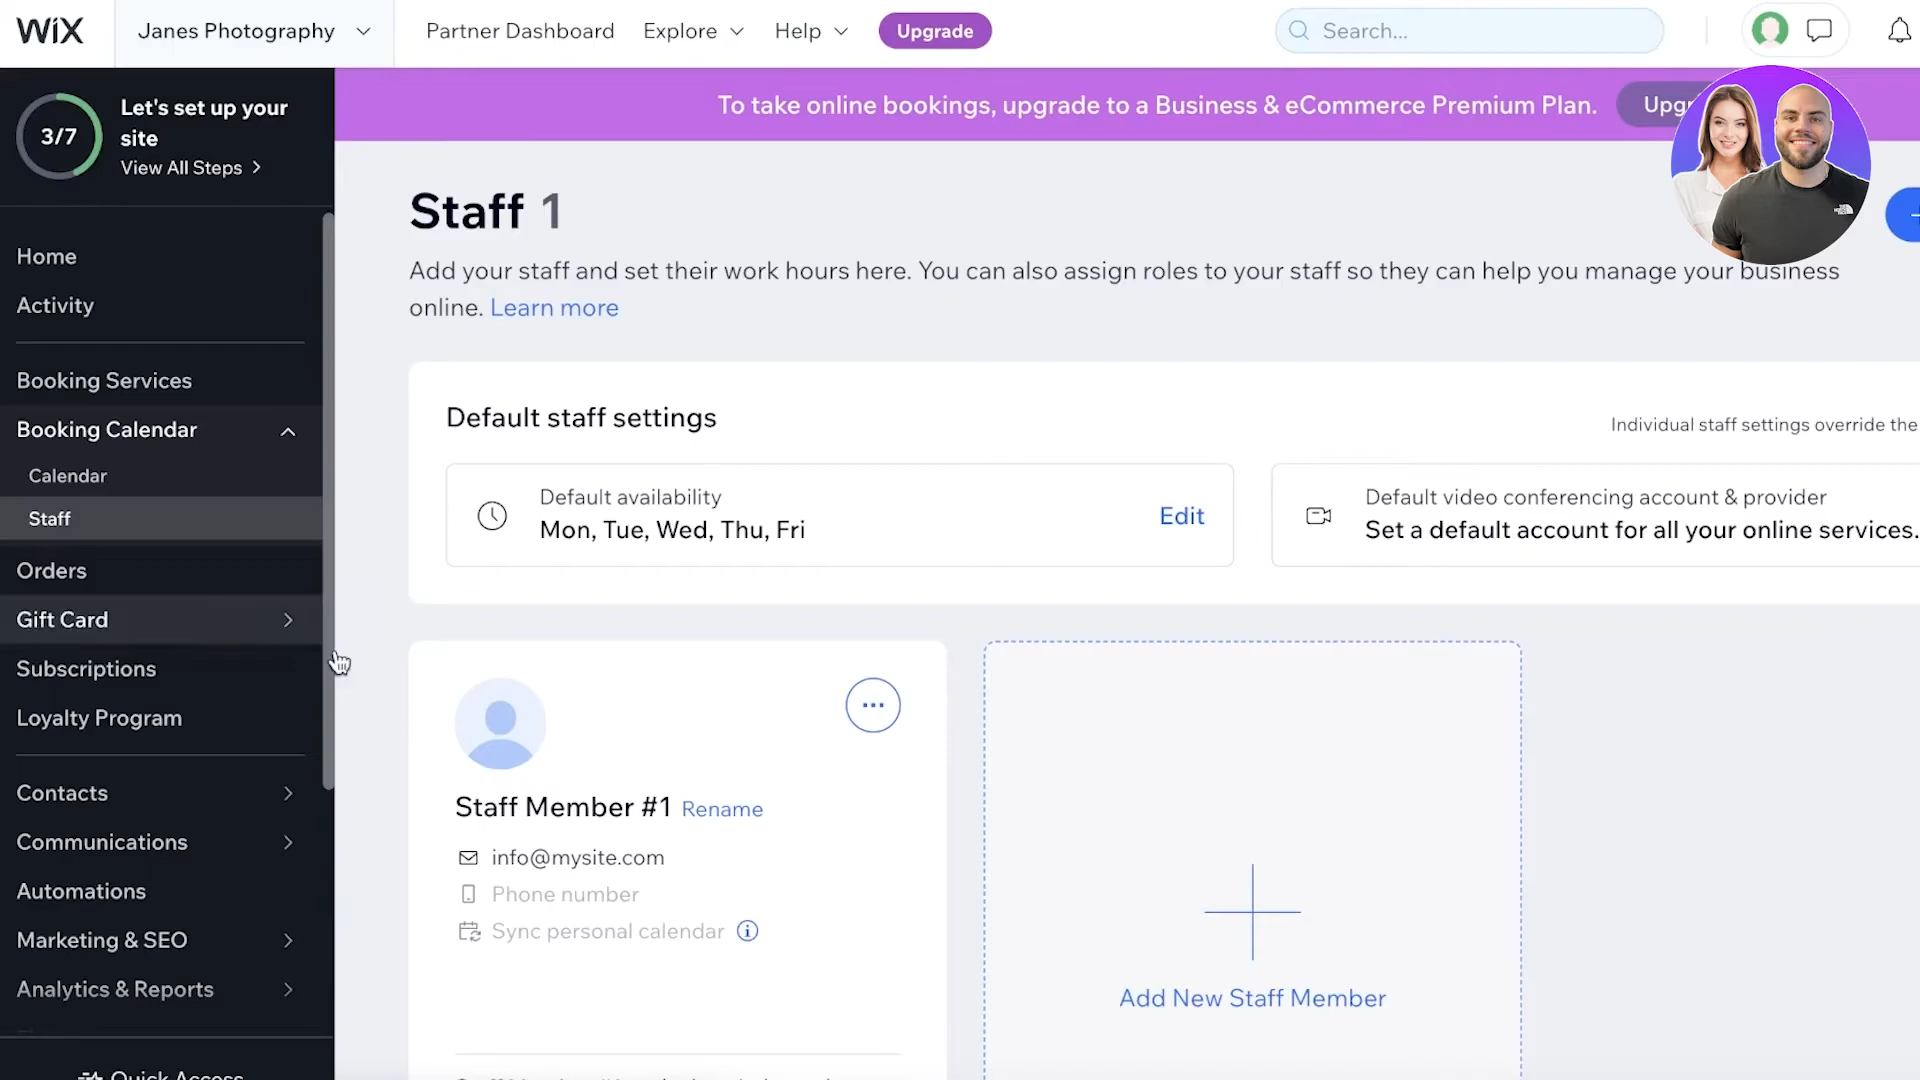 WiX
Janes Photography
Partner Dashboard
Explore
Help
Upgrade
Search...
3/7
Let's set up your
site
View All Steps
To take online bookings, upgrade to a Business & eCommerce Premium Plan.
Home
Activity
Booking Services
Booking Calendar
Calendar
Staff
Orders
Gift Card
Subscriptions
Loyalty Program
Contacts
Communications
Automations
Marketing & SEO
Analytics & Reports
Quick Access
Staff 1
Add your staff and set their work hours here. You can also assign roles to your staff so they can help you manage your business
online. Learn more
Default staff settings
Individual staff settings override the
Default availability
Mon, Tue, Wed, Thu, Fri
Edit
Default video conferencing account & provider
Set a default account for all your online services.
Staff Member #1 Rename
info@mysite.com
Phone number
Sync personal calendar
Add New Staff Member